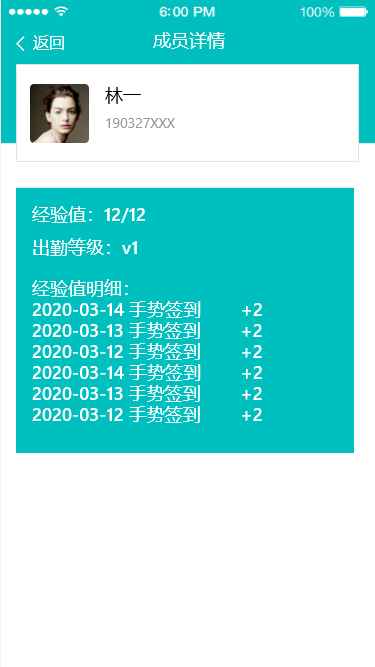 6:00 PM 100%
返回 成员详情
林一
190327XXX
经验值：12/12
出勤等级：v1
经验值明细：
2020-03-14 手势签到 +2
2020-03-13 手势签到 +2
2020-03-12 手势签到 +2
2020-03-14 手势签到 +2
2020-03-13 手势签到 +2
2020-03-12 手势签到 +2